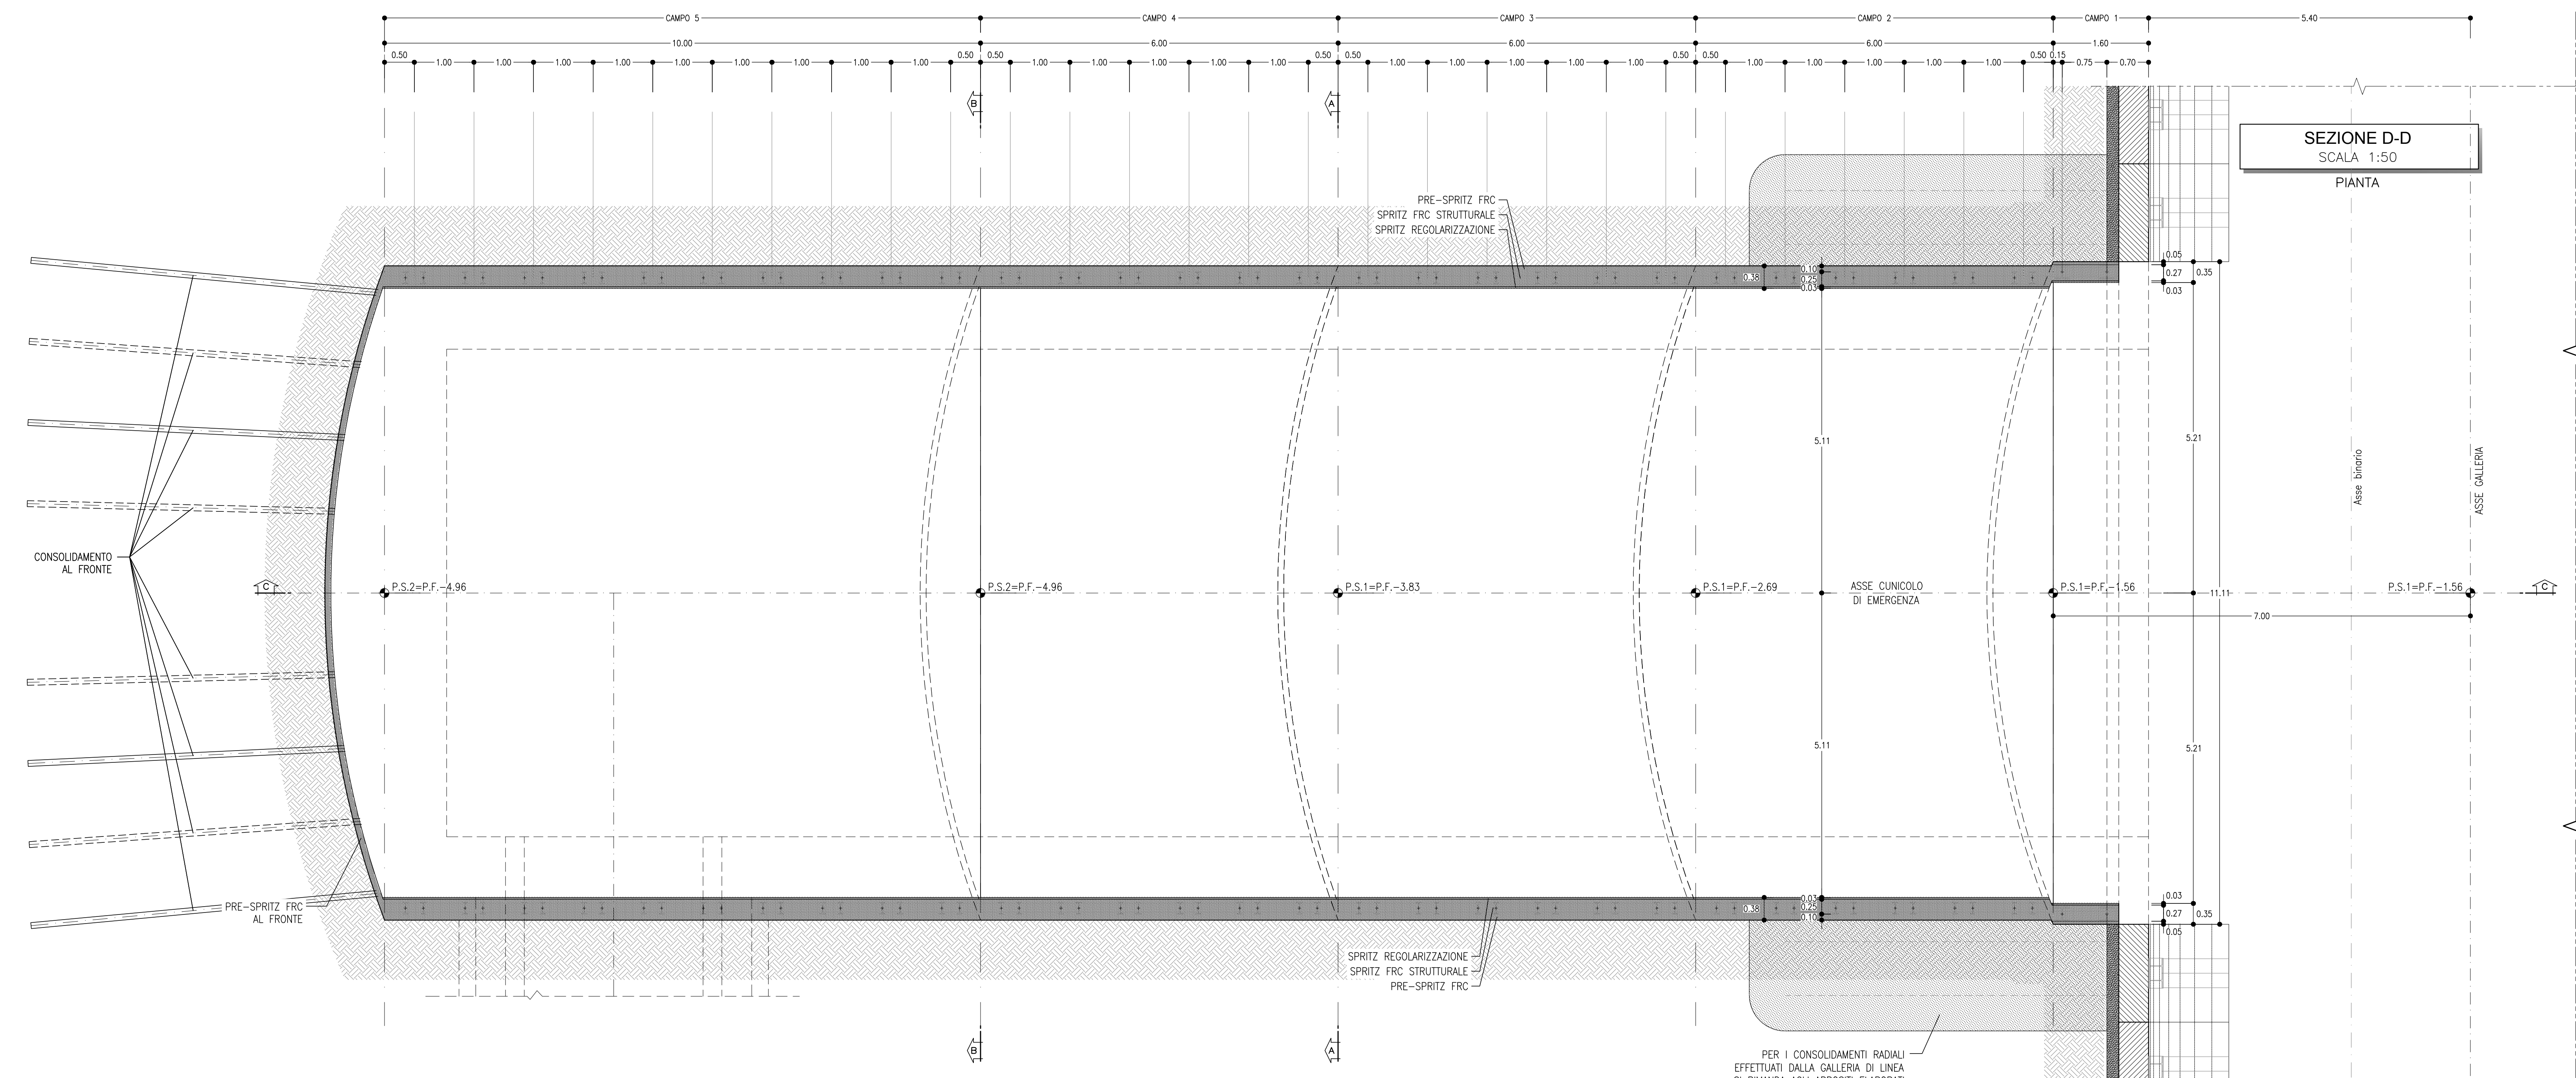 CAMPO 5 CAMPO 4 CAMPO 3 CAMPO 2 CAMPO 1 5.40
10.00 6.00 6.00 6.00 1.60
0.50 0.50 0.50 0.50 0.50 0.50 0.50 0.50 0.15
1.00 1.00 1.00 1.00 1.00 1.00 1.00 1.00 1.00 1.00 1.00 1.00 1.00 1.00 1.00 1.00 1.00 1.00 1.00 1.00 1.00 1.00 1.00 1.00 0.75 0.70
B A
SEZIONE D-D
SCALA 1:50
PIANTA
PRE-SPRITZ FRC
SPRITZ FRC STRUTTURALE
SPRITZ REGOLARIZZAZIONE
0.38
0.10
0.25
0.03
0.05
0.27
0.35
0.03
5.11
5.21
Asse binario
ASSE GALLERIA
CONSOLIDAMENTO
AL FRONTE
C
P.S.2=P.F.-4.96
P.S.2=P.F.-4.96
P.S.1=P.F.-3.83
P.S.1=P.F.-2.69
ASSE CUNICOLO
DI EMERGENZA
P.S.1=P.F.-1.56
11.11
P.S.1=P.F.-1.56
C
7.00
5.11
5.21
PRE-SPRITZ FRC
AL FRONTE
0.38
0.03
0.25
0.10
0.03
0.27
0.35
0.05
SPRITZ REGOLARIZZAZIONE
SPRITZ FRC STRUTTURALE
PRE-SPRITZ FRC
B A
PER I CONSOLIDAMENTI RADIALI
EFFETTUATI DALLA GALLERIA DI LINEA